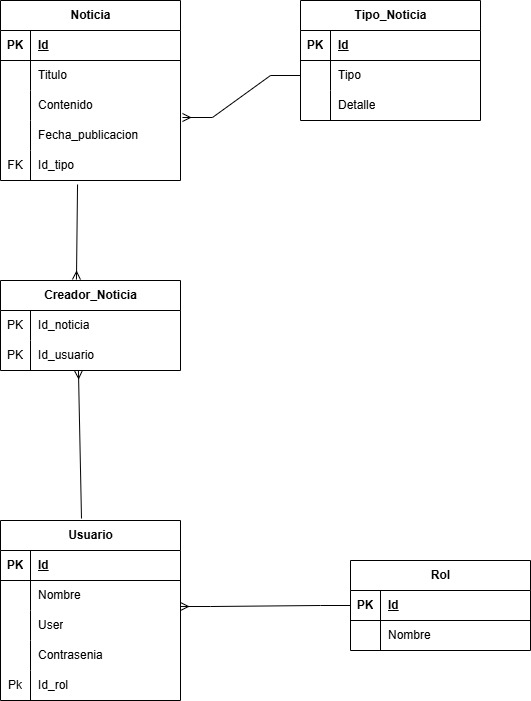 Noticia
PK Id
Titulo
Contenido
Fecha_publicacion
FK Id_tipo
Tipo_Noticia
PK Id
Tipo
Detalle
Creador_Noticia
PK Id_noticia
PK Id_usuario
Usuario
PK Id
Nombre
User
Contrasenia
Pk Id_rol
Rol
PK Id
Nombre